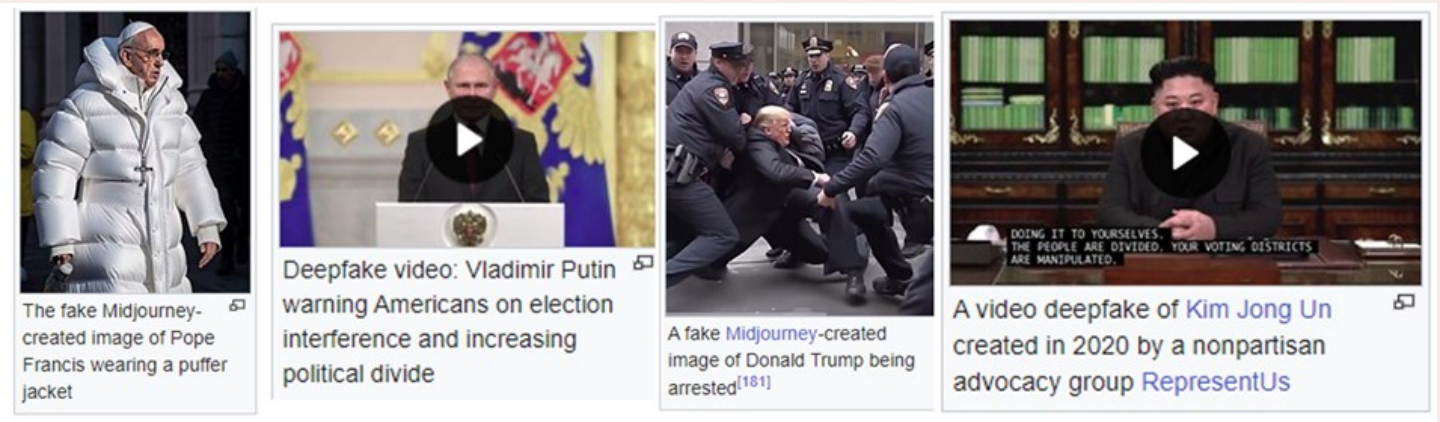 The fake Midjourney-
created image of Pope
Francis wearing a puffer
jacket
Deepfake video: Vladimir Putin
warning Americans on election
interference and increasing
political divide
A fake Midjourney-created
image of Donald Trump being
arrested[181]
DOING IT TO YOURSELVES.
THE PEOPLE ARE DIVIDED. YOUR VOTING DISTRICTS
ARE MANIPULATED.
A video deepfake of Kim Jong Un
created in 2020 by a nonpartisan
advocacy group RepresentUs